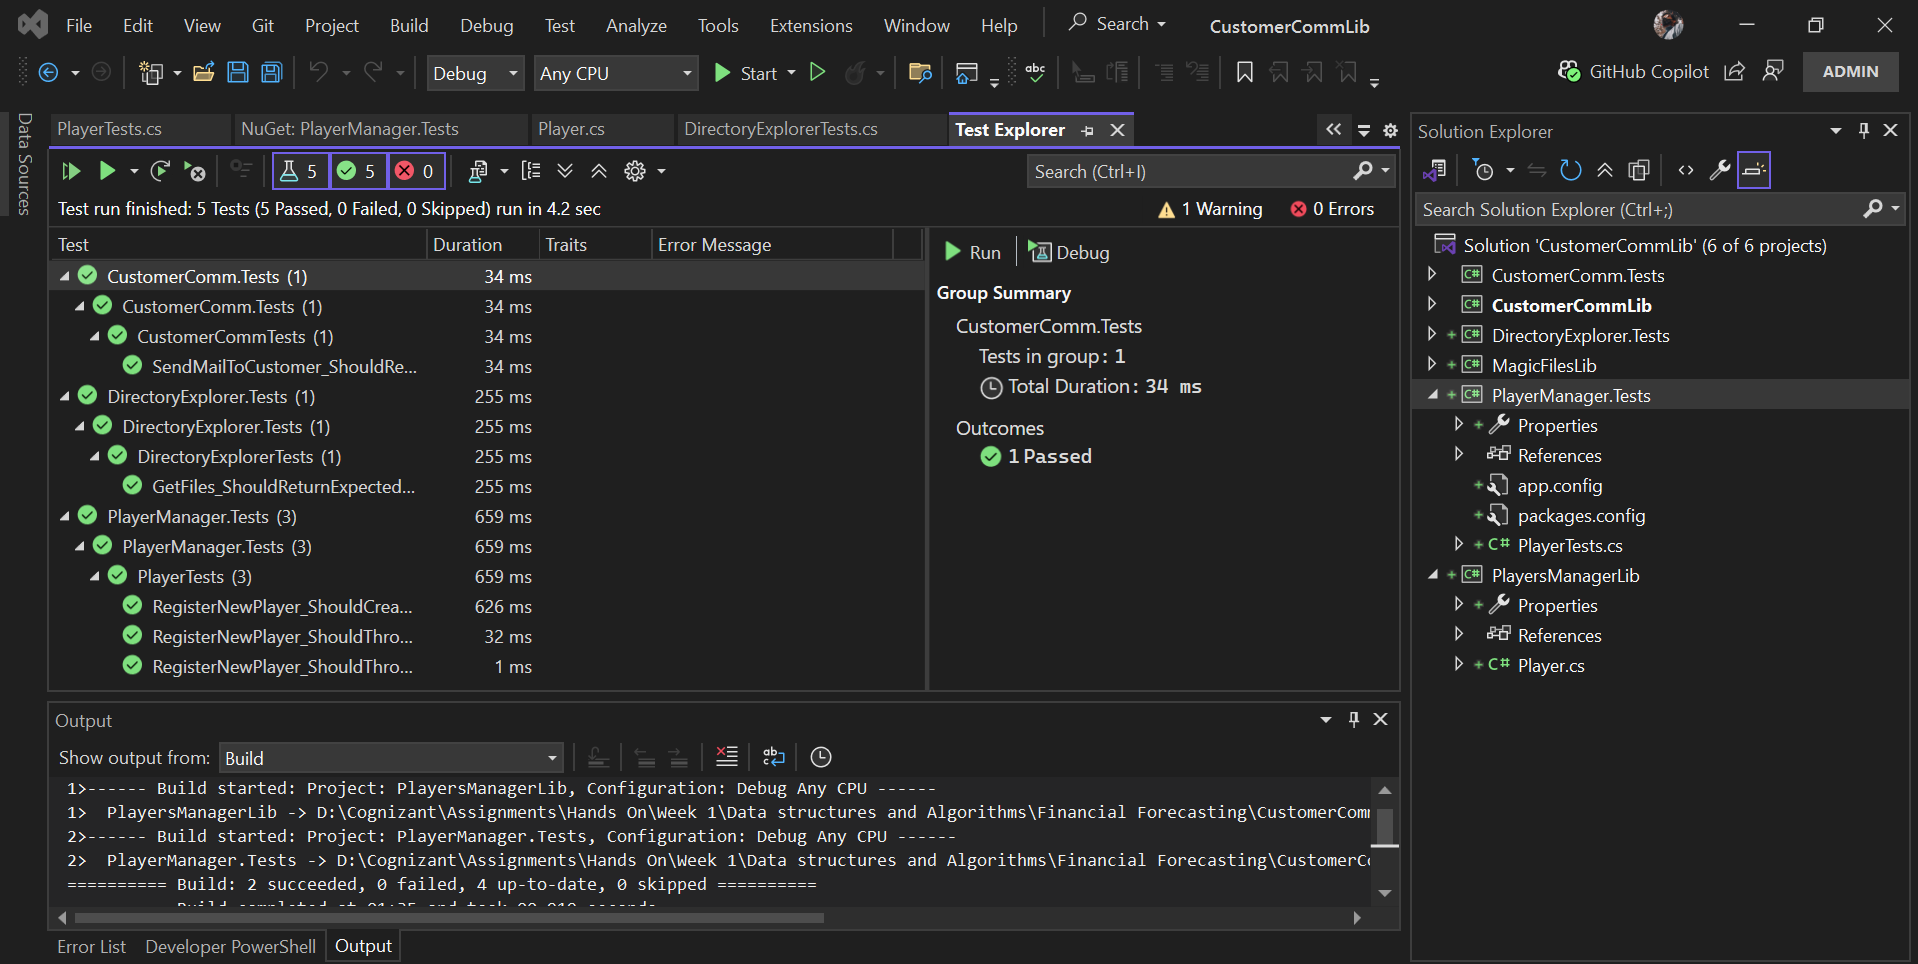 File Edit View Git Project Build Debug Test Analyze Tools Extensions Window Help Search CustomerCommLib
Debug Any CPU Start abc GitHub Copilot ADMIN
Data Sources
PlayerTests.cs NuGet: PlayerManager.Tests Player.cs DirectoryExplorerTests.cs Test Explorer
5 5 0 Search (Ctrl+I)
Test run finished: 5 Tests (5 Passed, 0 Failed, 0 Skipped) run in 4.2 sec 1 Warning 0 Errors
Test Duration Traits Error Message
CustomerComm.Tests (1) 34 ms
CustomerComm.Tests (1) 34 ms
CustomerCommTests (1) 34 ms
SendMailToCustomer_ShouldRe... 34 ms
DirectoryExplorer.Tests (1) 255 ms
DirectoryExplorer.Tests (1) 255 ms
DirectoryExplorerTests (1) 255 ms
GetFiles_ShouldReturnExpected... 255 ms
PlayerManager.Tests (3) 659 ms
PlayerManager.Tests (3) 659 ms
PlayerTests (3) 659 ms
RegisterNewPlayer_ShouldCrea... 626 ms
RegisterNewPlayer_ShouldThro... 32 ms
RegisterNewPlayer_ShouldThro... 1 ms
Run Debug
Group Summary
CustomerComm.Tests
Tests in group: 1
Total Duration: 34 ms
Outcomes
1 Passed
Solution Explorer
Search Solution Explorer (Ctrl+;)
Solution 'CustomerCommLib' (6 of 6 projects)
C# CustomerComm.Tests
C# CustomerCommLib
+ C# DirectoryExplorer.Tests
+ C# MagicFilesLib
+ C# PlayerManager.Tests
+ Properties
References
+ app.config
+ packages.config
+ C# PlayerTests.cs
+ C# PlayersManagerLib
+ Properties
References
+ C# Player.cs
Output
Show output from: Build
1>------ Build started: Project: PlayersManagerLib, Configuration: Debug Any CPU ------
1> PlayersManagerLib -> D:\Cognizant\Assignments\Hands On\Week 1\Data structures and Algorithms\Financial Forecasting\CustomerComm
2>------ Build started: Project: PlayerManager.Tests, Configuration: Debug Any CPU ------
2> PlayerManager.Tests -> D:\Cognizant\Assignments\Hands On\Week 1\Data structures and Algorithms\Financial Forecasting\CustomerCo
========== Build: 2 succeeded, 0 failed, 4 up-to-date, 0 skipped ==========
Error List Developer PowerShell Output